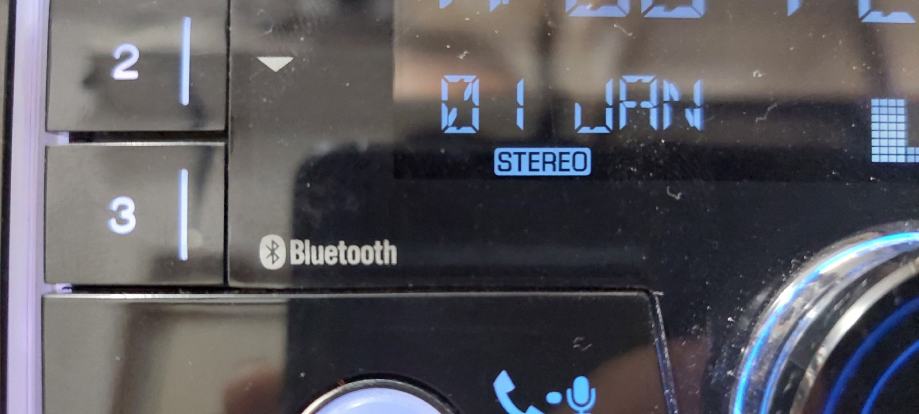 2
01 JAN
STEREO
3
Bluetooth